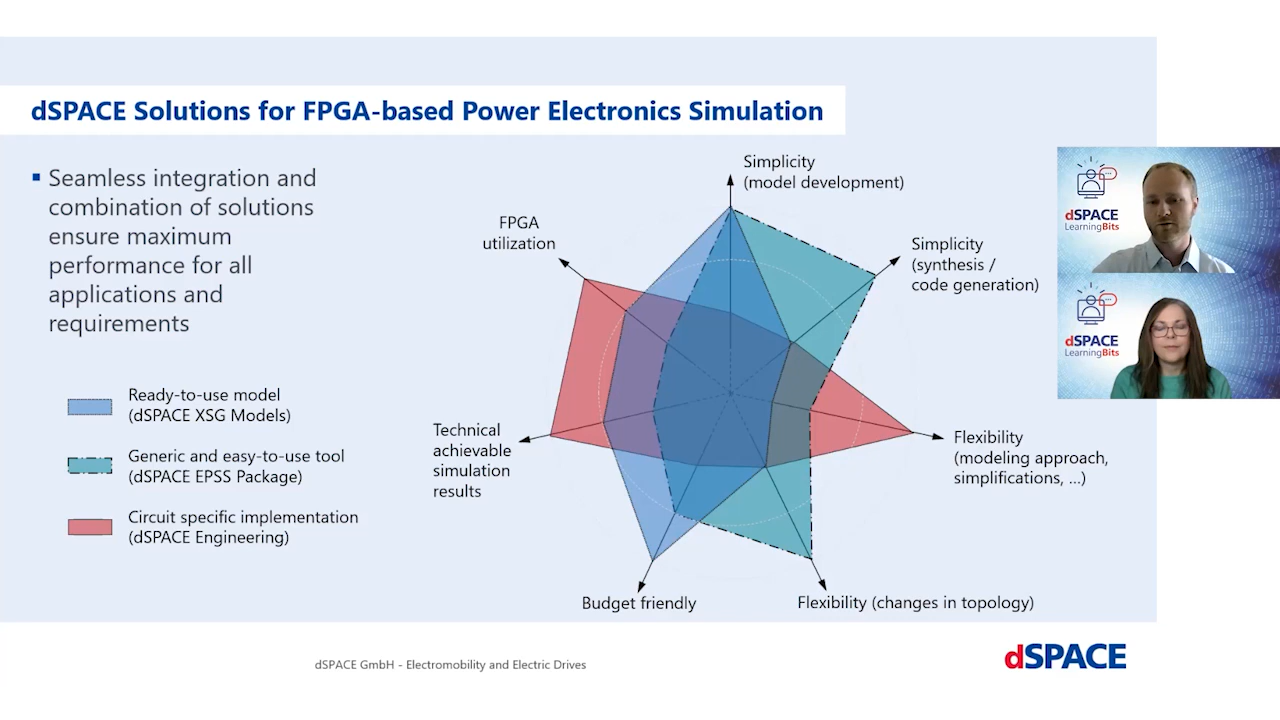 dSPACE Solutions for FPGA-based Power Electronics Simulation
▪ Seamless integration and
combination of solutions
ensure maximum
performance for all
applications and
requirements
Ready-to-use model
(dSPACE XSG Models)
Generic and easy-to-use tool
(dSPACE EPSS Package)
Circuit specific implementation
(dSPACE Engineering)
Simplicity
(model development)
Simplicity
(synthesis /
code generation)
Flexibility
(modeling approach,
simplifications, ...)
Flexibility (changes in topology)
Budget friendly
Technical
achievable
simulation
results
FPGA
utilization
dSPACE
LearningBits
dSPACE
LearningBits
dSPACE GmbH - Electromobility and Electric Drives
dSPACE